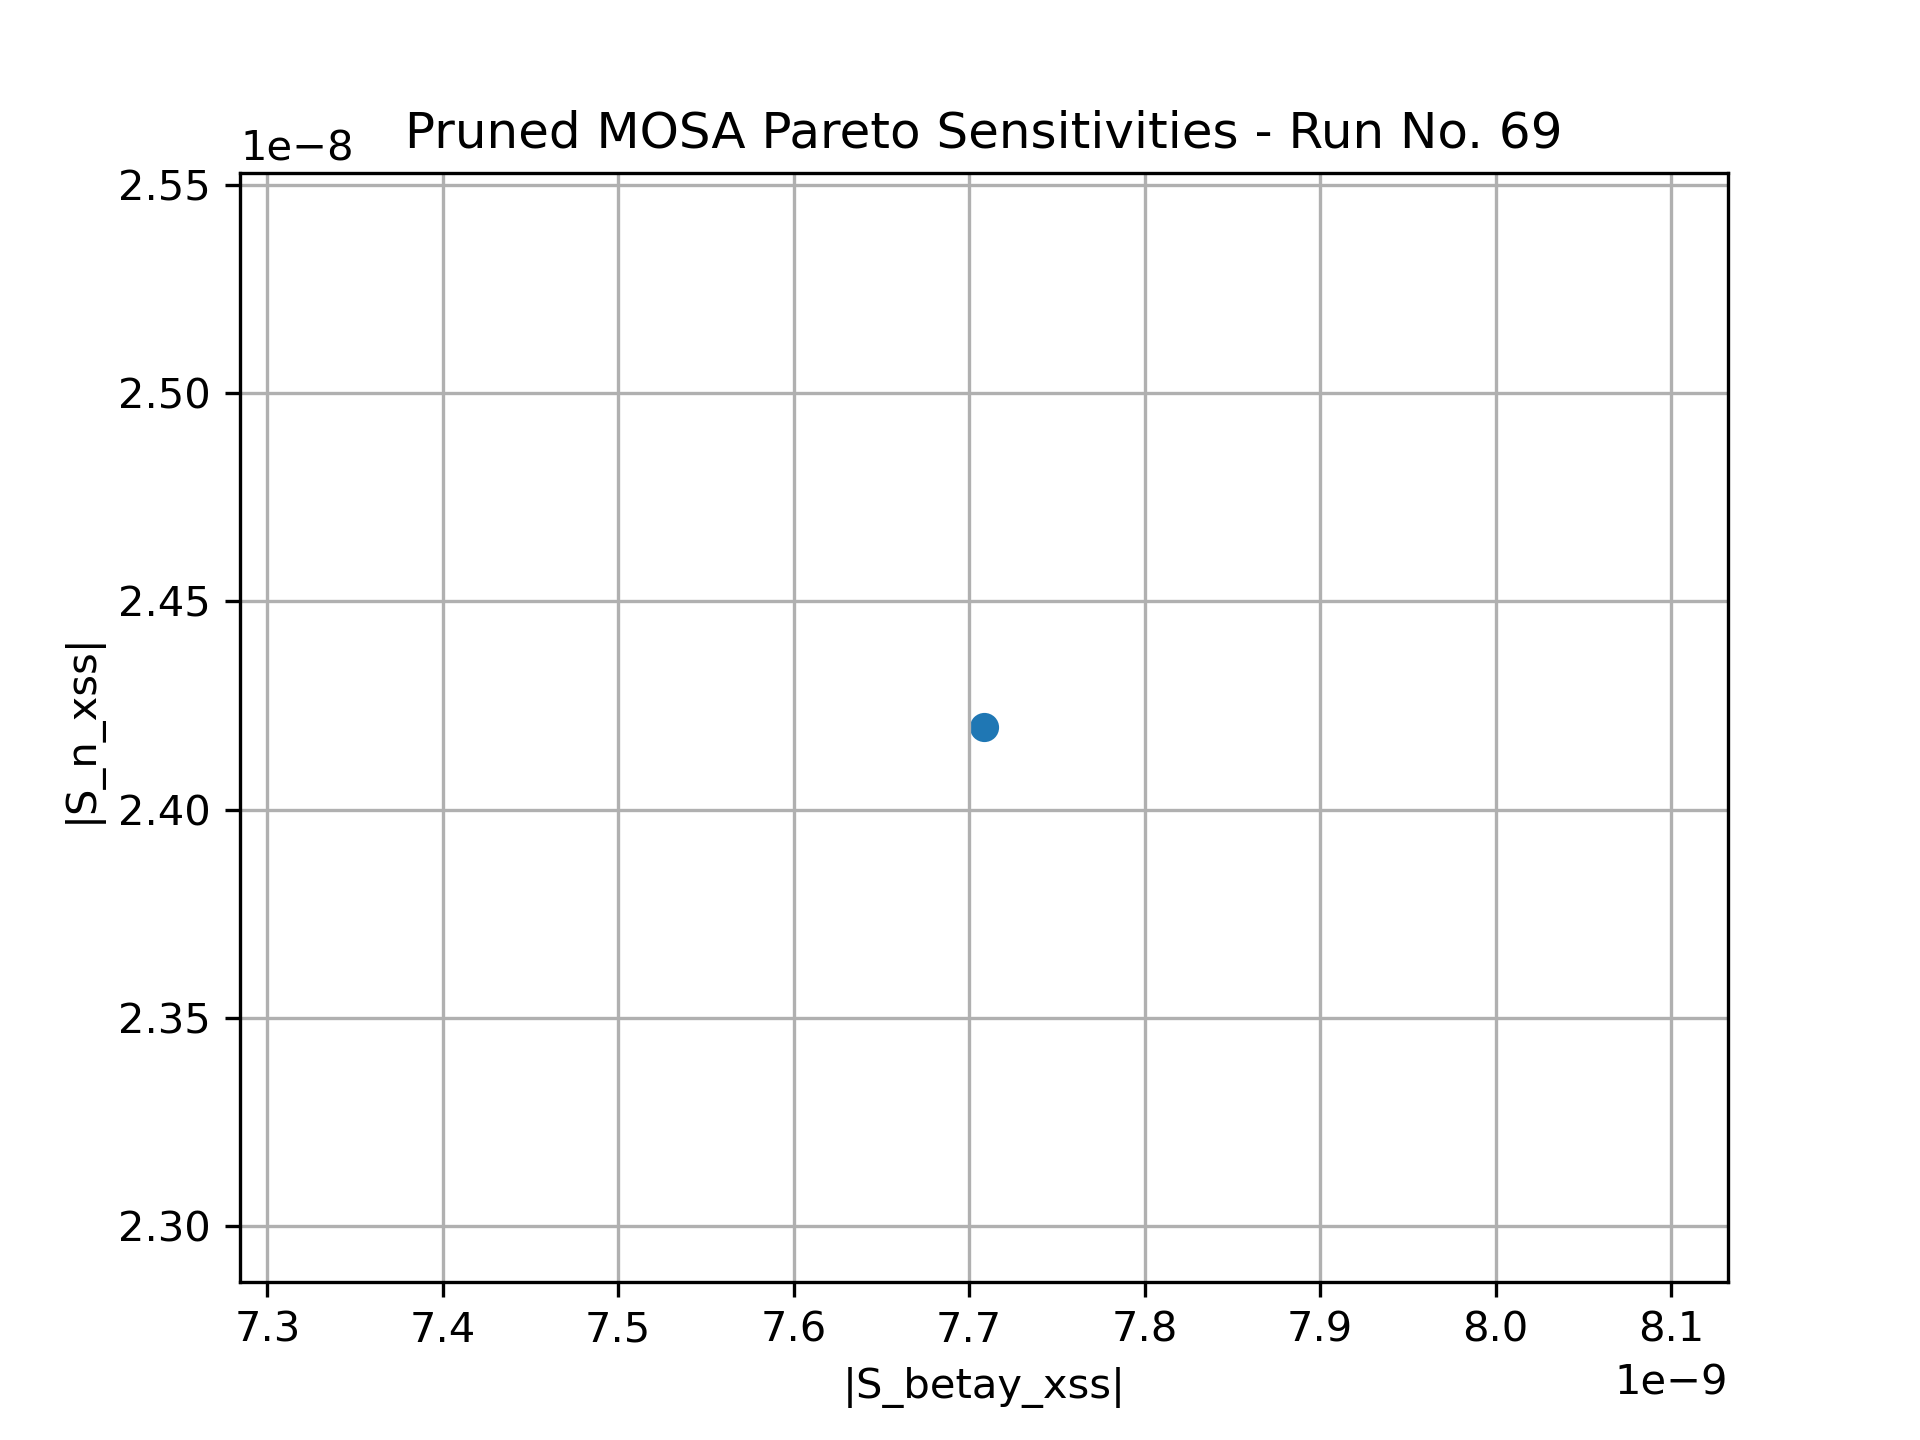 Pruned MOSA Pareto Sensitivities - Run No. 69
1e−8
2.55
2.50
2.45
2.40
2.35
2.30
|S_n_xss|
7.3 7.4 7.5 7.6 7.7 7.8 7.9 8.0 8.1
1e−9
|S_betay_xss|